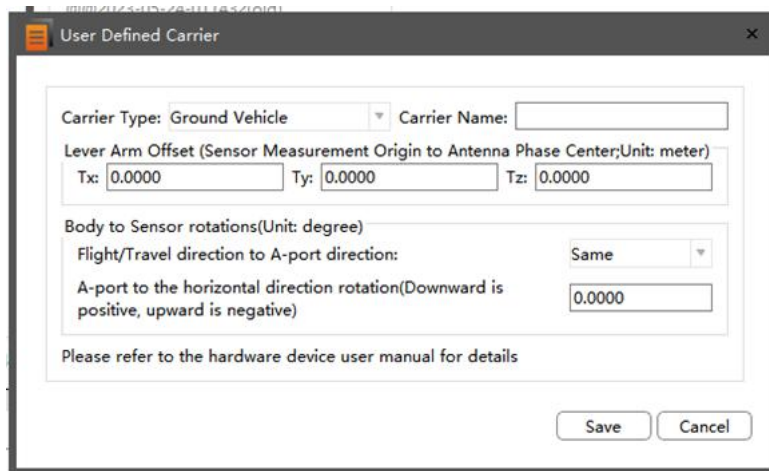 User Defined Carrier
Carrier Type: Ground Vehicle Carrier Name:
Lever Arm Offset (Sensor Measurement Origin to Antenna Phase Center;Unit: meter)
Tx: 0.0000 Ty: 0.0000 Tz: 0.0000
Body to Sensor rotations(Unit: degree)
Flight/Travel direction to A-port direction: Same
A-port to the horizontal direction rotation(Downward is
positive, upward is negative) 0.0000
Please refer to the hardware device user manual for details
Save Cancel